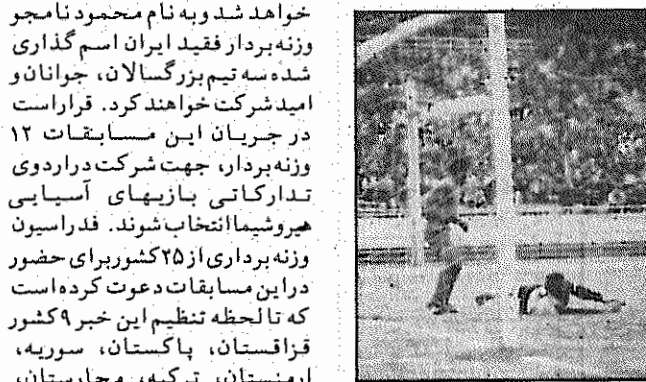 خواهد شد و به نام محمود نامجو
وزنه‌بردار فقید ایران اسم گذاری
شده سه تیم بزرگسالان، جوانان و
امید شرکت خواهند کرد. قرار است
در جریان این مسابقات ۱۲
وزنه‌بردار، جهت شرکت در اردوی
تدارکاتی بازیهای آسیایی
هیروشیما انتخاب شوند. فدراسیون
وزنه‌برداری از ۲۵ کشور برای حضور
در این مسابقات دعوت کرده است
که تا لحظه تنظیم این خبر ۹ کشور
قزاقستان، پاکستان، سوریه،
ارمنستان، ترکیه، مجارستان،